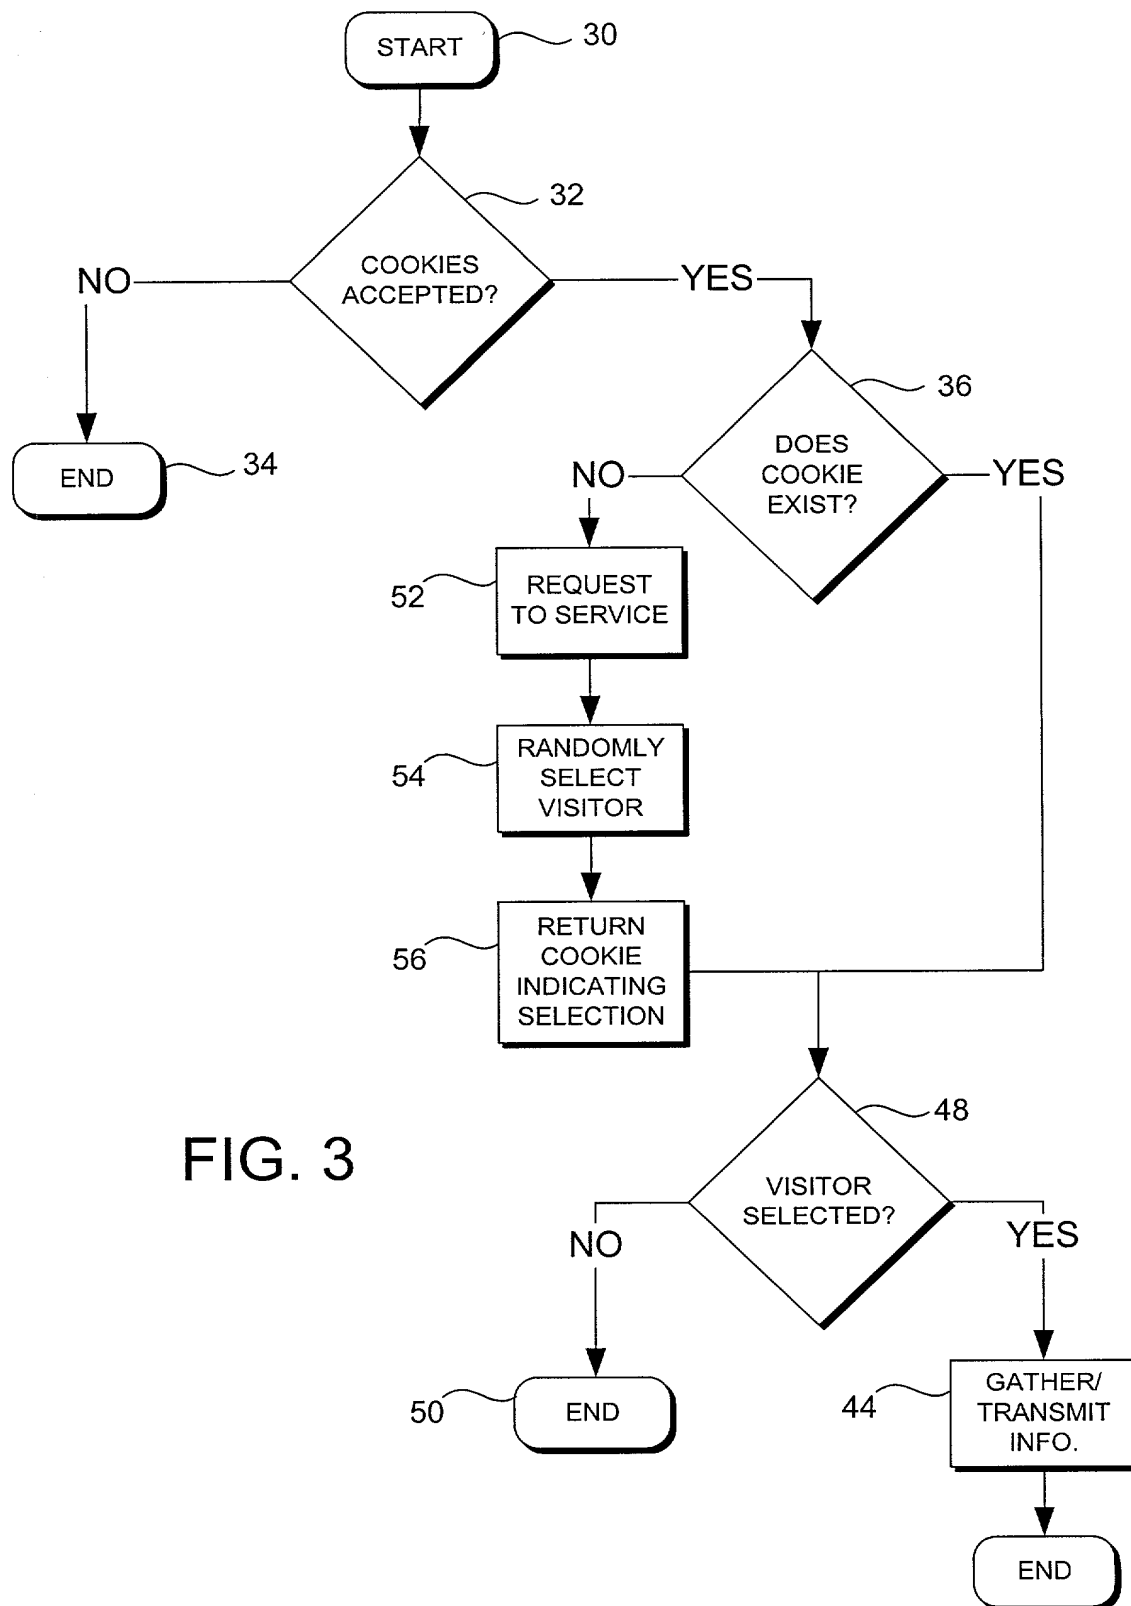 START
30
32
COOKIES
ACCEPTED?
NO
YES
36
DOES
COOKIE
EXIST?
END
34
NO
YES
52
REQUEST
TO SERVICE
54
RANDOMLY
SELECT
VISITOR
56
RETURN
COOKIE
INDICATING
SELECTION
48
FIG. 3
VISITOR
SELECTED?
NO
YES
50
END
44
GATHER/
TRANSMIT
INFO.
END